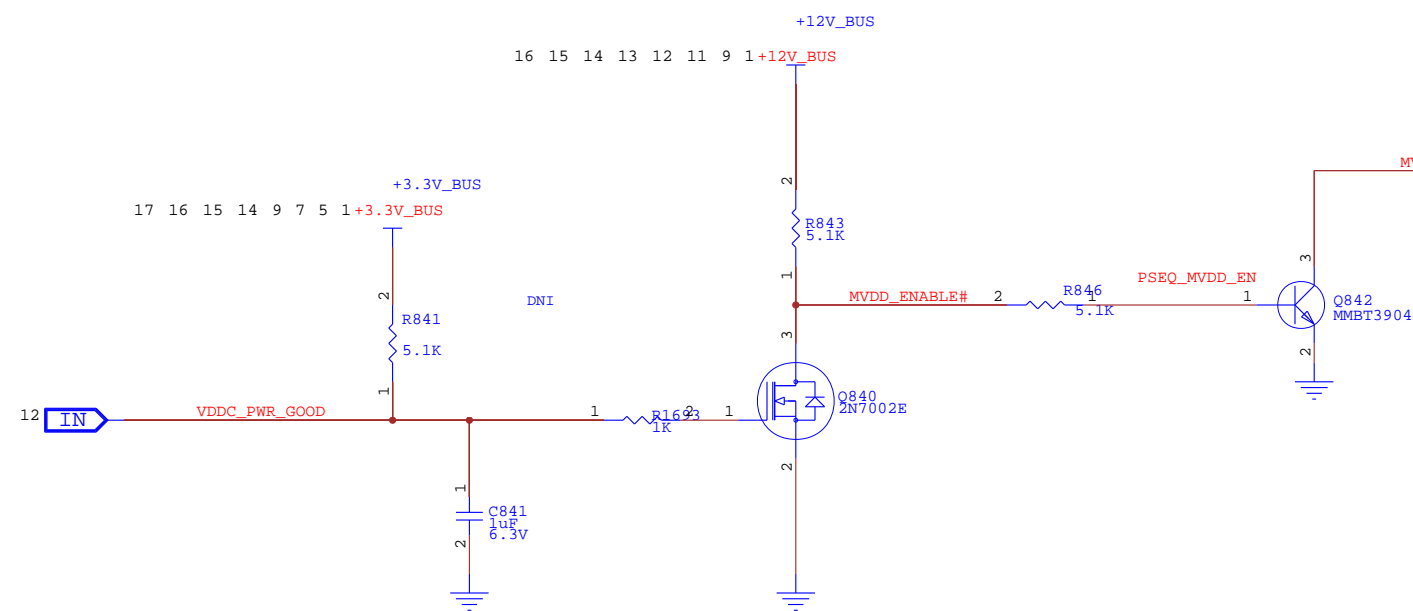 +12V_BUS
16 15 14 13 12 11 9 1 +12V_BUS
+3.3V_BUS
17 16 15 14 9 7 5 1 +3.3V_BUS
2
R843
5.1K
1
2
R841
5.1K
1
DNI
MVDD_ENABLE#
2
R846
5.1K
1
PSEQ_MVDD_EN
1
3
Q842
MMBT3904
2
3
Q840
2N7002E
2
12
IN
VDDC_PWR_GOOD
1
R1693
1K
2
1
1
C841
1uF
6.3V
2